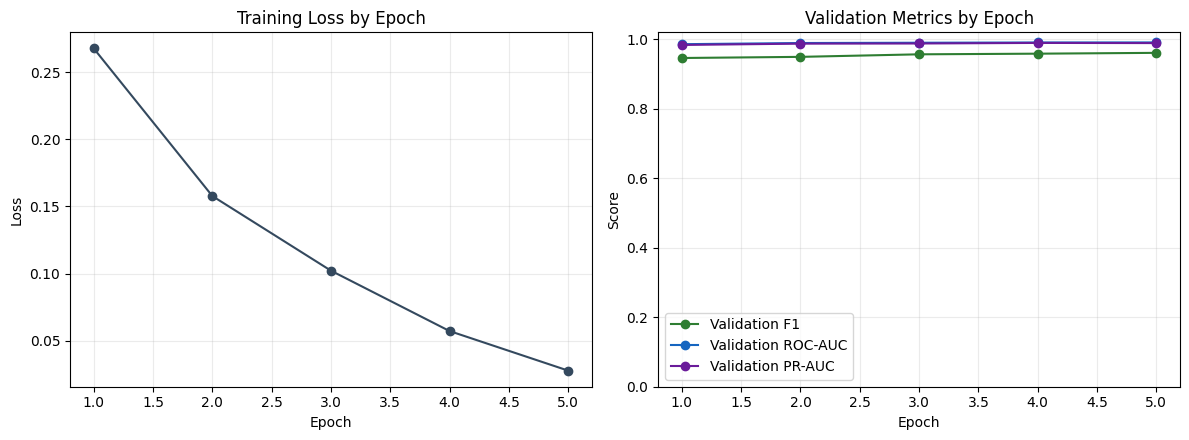 Training Loss by Epoch
Loss
0.25
0.20
0.15
0.10
0.05
1.0 1.5 2.0 2.5 3.0 3.5 4.0 4.5 5.0
Epoch
Validation Metrics by Epoch
Score
1.0
0.8
0.6
0.4
0.2
0.0
Validation F1
Validation ROC-AUC
Validation PR-AUC
1.0 1.5 2.0 2.5 3.0 3.5 4.0 4.5 5.0
Epoch